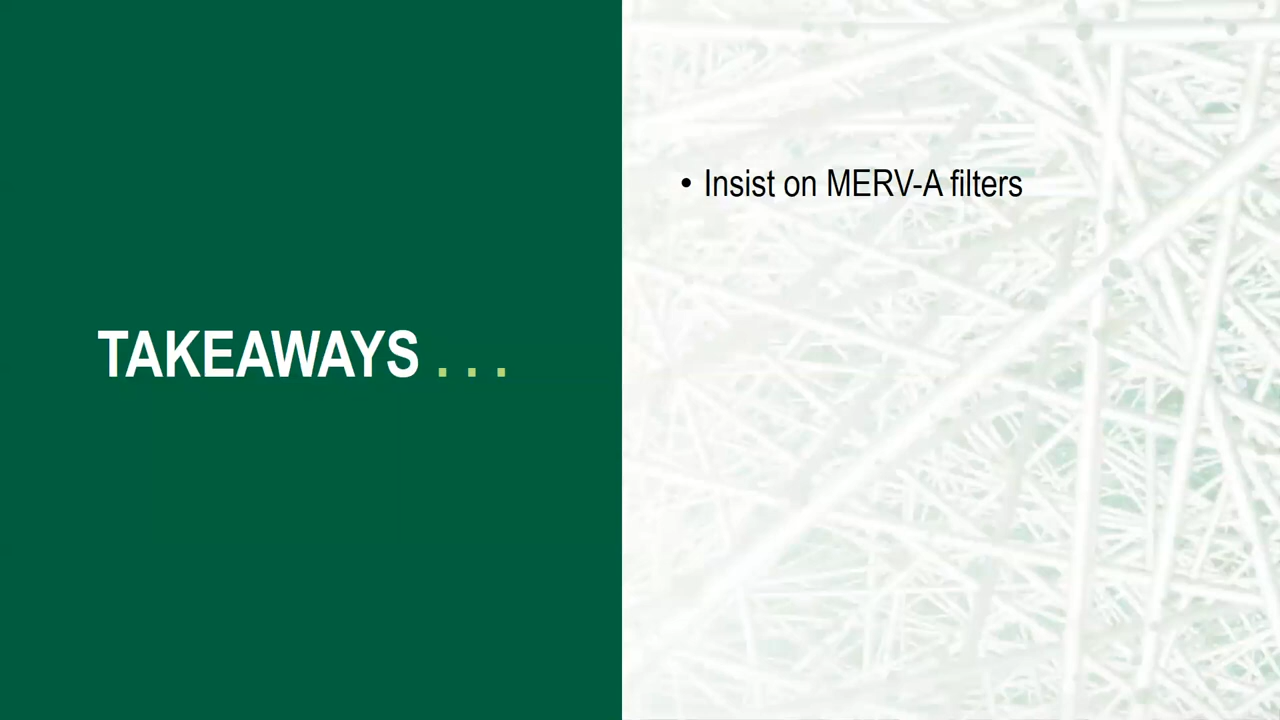 TAKEAWAYS . . .
• Insist on MERV-A filters